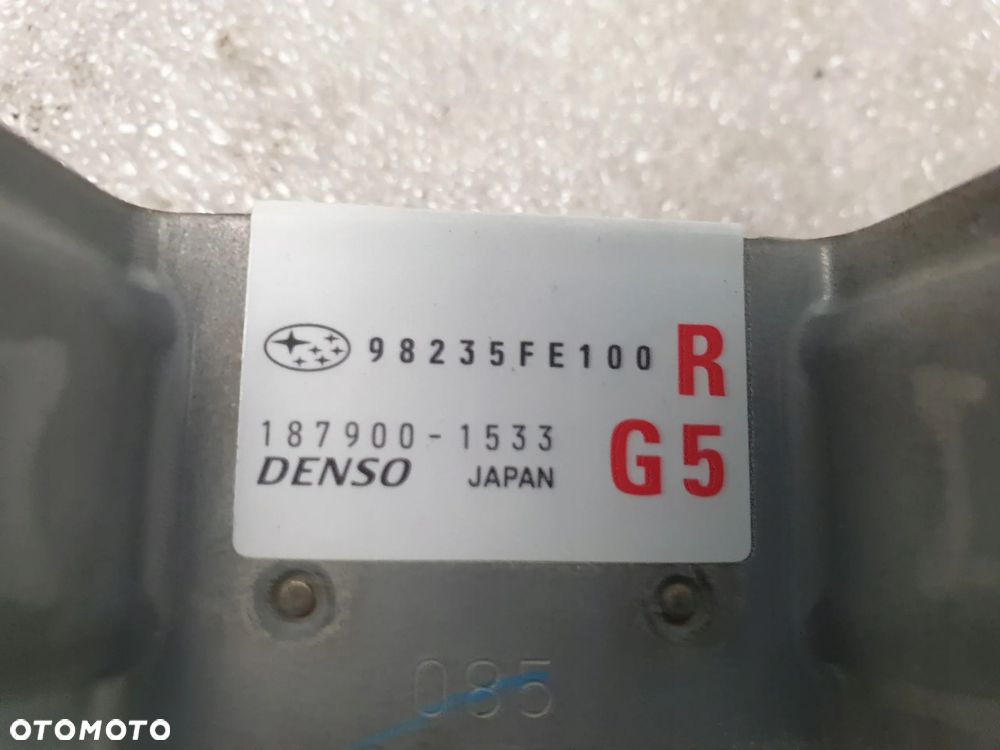 98235FE100 R
187900-1533 G5
DENSO JAPAN
085
OTOMOTO